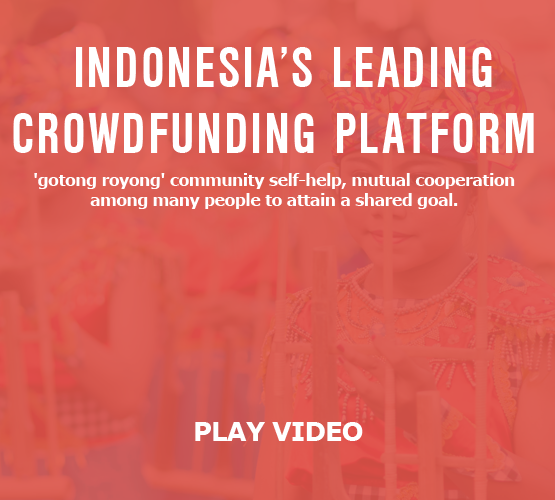 INDONESIA’S LEADING
CROWDFUNDING PLATFORM
'gotong royong' community self-help, mutual cooperation
among many people to attain a shared goal.
PLAY VIDEO